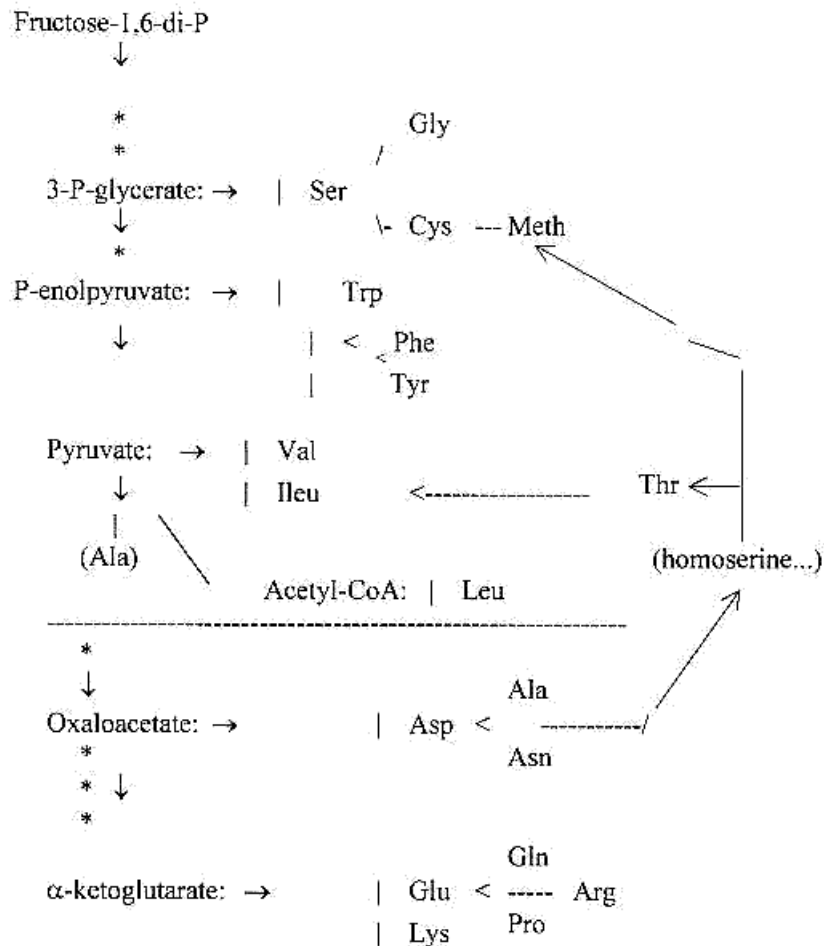 Fructose-1,6-di-P
↓
*
* Gly
/
3-P-glycerate: → | Ser
↓ \- Cys --- Meth
*
P-enolpyruvate: → | Trp
↓ | < < Phe
| Tyr
Pyruvate: → | Val
↓ | Ileu <------------ Thr
|
(Ala) (homoserine...)
Acetyl-CoA: | Leu
------------------------------------------------
*
↓ Ala
Oxaloacetate: → | Asp < -----------/
* Asn
* ↓
*
Gln
α-ketoglutarate: → | Glu < ----- Arg
| Lys Pro